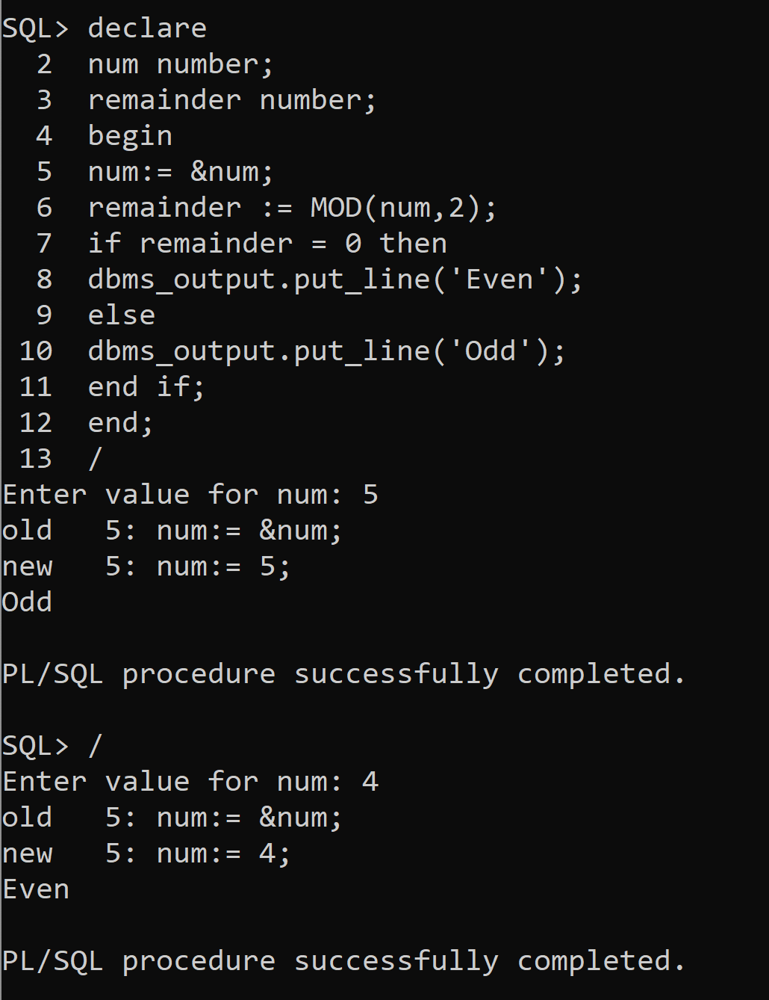 SQL> declare
  2  num number;
  3  remainder number;
  4  begin
  5  num:= &num;
  6  remainder := MOD(num,2);
  7  if remainder = 0 then
  8  dbms_output.put_line('Even');
  9  else
 10  dbms_output.put_line('Odd');
 11  end if;
 12  end;
 13  /
Enter value for num: 5
old   5: num:= &num;
new   5: num:= 5;
Odd

PL/SQL procedure successfully completed.

SQL> /
Enter value for num: 4
old   5: num:= &num;
new   5: num:= 4;
Even

PL/SQL procedure successfully completed.